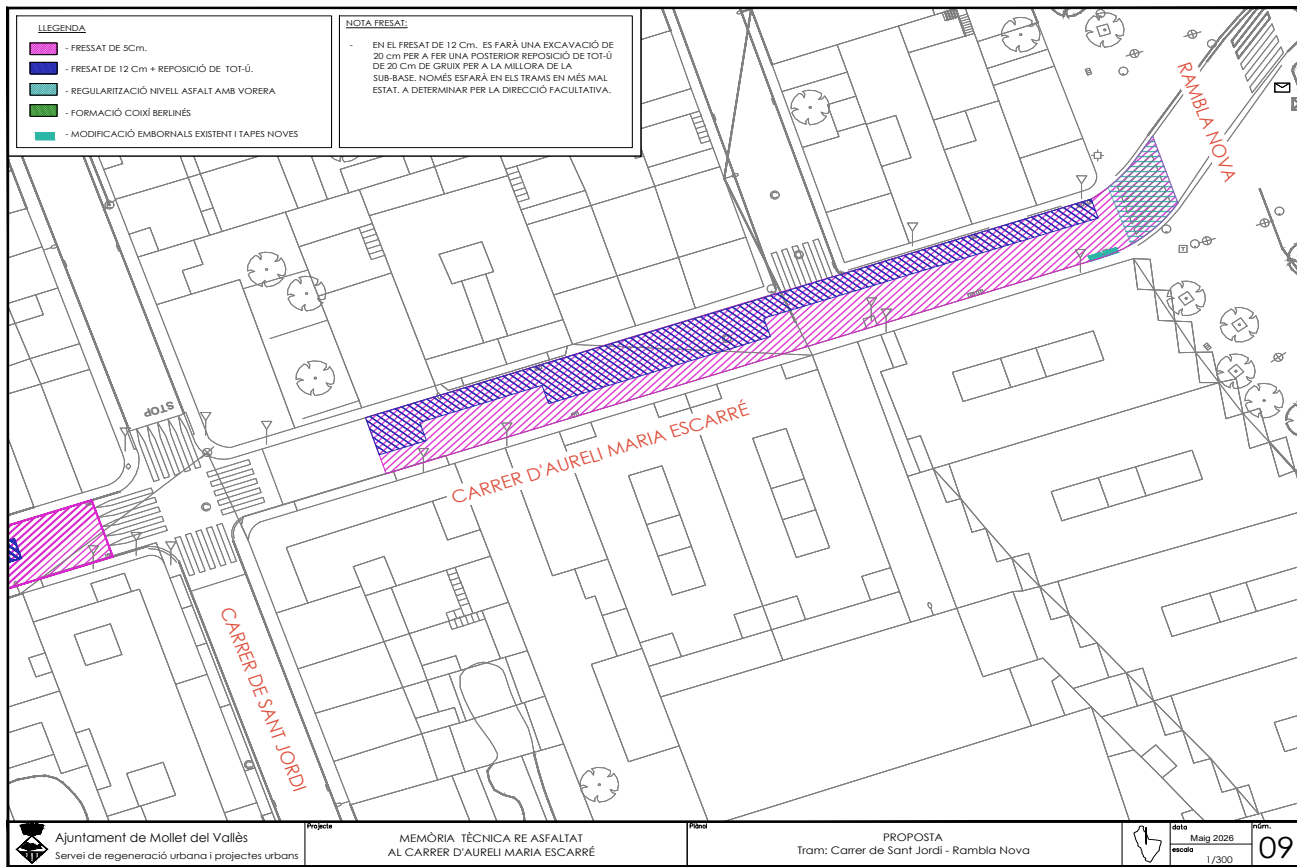 LLEGENDA
- FRESSAT DE 5Cm.
- FRESAT DE 12 Cm + REPOSICIÓ DE TOT-Ú.
- REGULARITZACIÓ NIVELL ASFALT AMB VORERA
- FORMACIÓ COIXÍ BERLINÉS
- MODIFICACIÓ EMBORNALS EXISTENT I TAPES NOVES
NOTA FRESAT:
- EN EL FRESAT DE 12 Cm. ES FARÀ UNA EXCAVACIÓ DE
20 cm PER A FER UNA POSTERIOR REPOSICIÓ DE TOT-Ú
DE 20 Cm DE GRUIX PER A LA MILLORA DE LA
SUB-BASE. NOMÉS ESFARÀ EN ELS TRAMS EN MÉS MAL
ESTAT. A DETERMINAR PER LA DIRECCIÓ FACULTATIVA.
RAMBLA NOVA
STOP
CARRER D'AURELI MARIA ESCARRÉ
CARRER DE SANT JORDI
Ajuntament de Mollet del Vallès
Servei de regeneració urbana i projectes urbans
Projecte
MEMÒRIA TÈCNICA RE ASFALTAT
AL CARRER D'AURELI MARIA ESCARRÉ
Plànol
PROPOSTA
Tram: Carrer de Sant Jordi - Rambla Nova
data
Maig 2026
escala
1/300
núm.
09